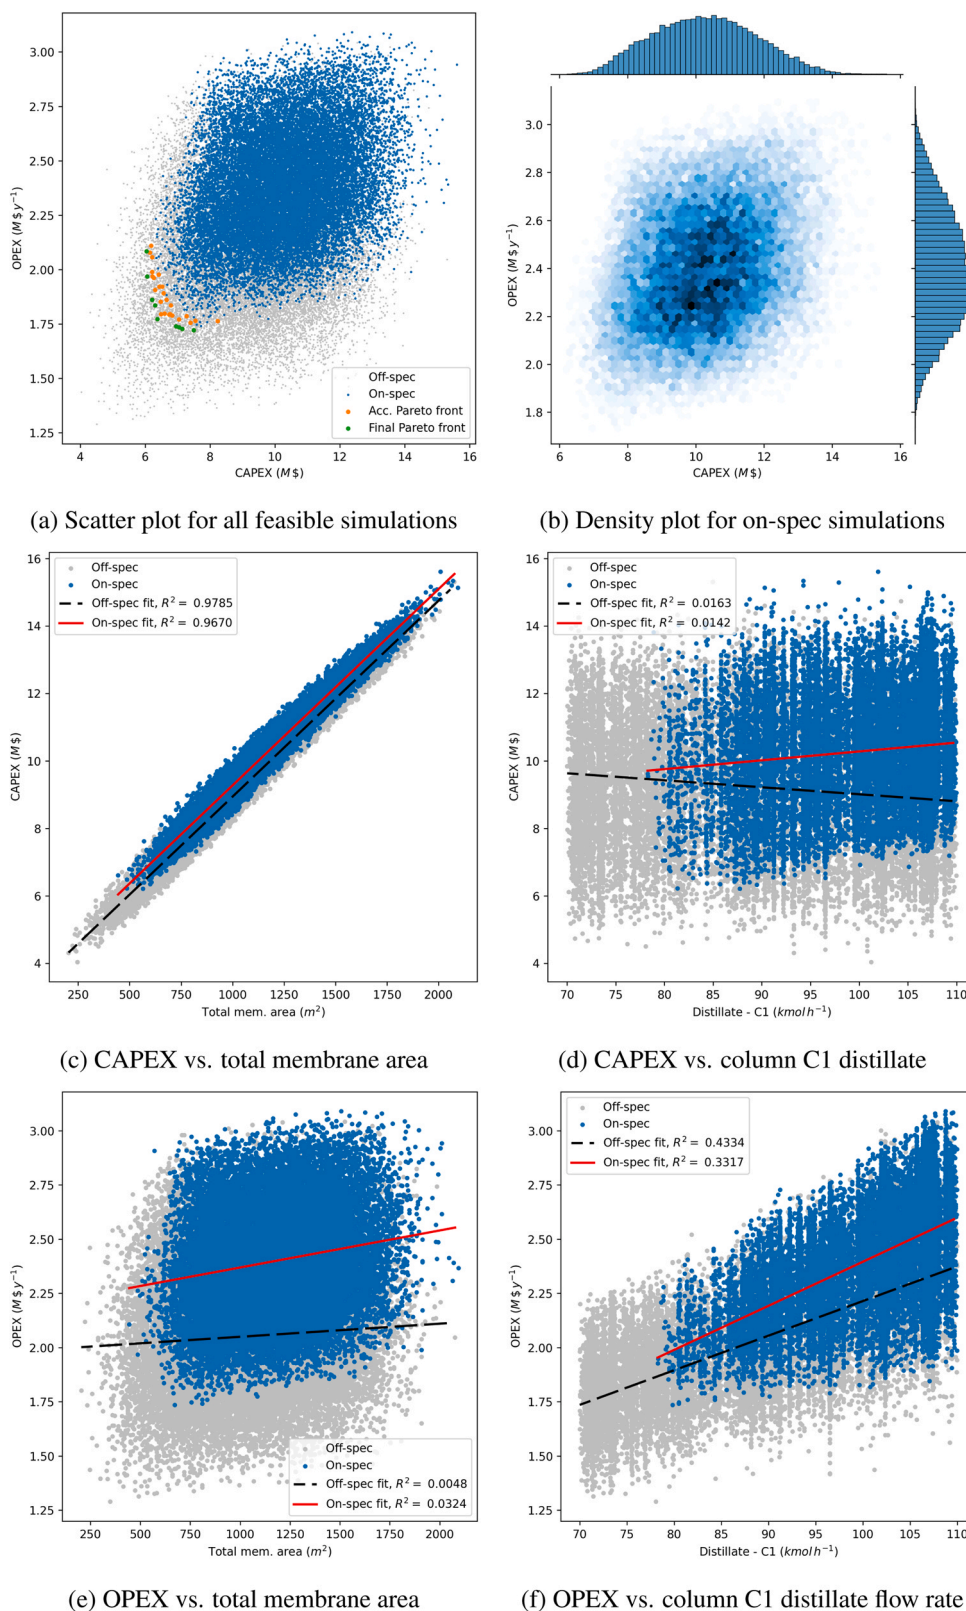 3.00
2.75
2.50
2.25
2.00
1.75
1.50
1.25
OPEX (M $ y⁻¹)
Off-spec
On-spec
Acc. Pareto front
Final Pareto front
4 6 8 10 12 14 16
CAPEX (M $)
(a) Scatter plot for all feasible simulations
3.0
2.8
2.6
2.4
2.2
2.0
1.8
OPEX (M $ y⁻¹)
6 8 10 12 14 16
CAPEX (M $)
(b) Density plot for on-spec simulations
16
14
12
10
8
6
4
CAPEX (M $)
Off-spec
On-spec
Off-spec fit, R² = 0.9785
On-spec fit, R² = 0.9670
250 500 750 1000 1250 1500 1750 2000
Total mem. area (m²)
(c) CAPEX vs. total membrane area
16
14
12
10
8
6
4
CAPEX (M $)
Off-spec
On-spec
Off-spec fit, R² = 0.0163
On-spec fit, R² = 0.0142
70 75 80 85 90 95 100 105 110
Distillate - C1 (kmol h⁻¹)
(d) CAPEX vs. column C1 distillate
3.00
2.75
2.50
2.25
2.00
1.75
1.50
1.25
OPEX (M $ y⁻¹)
Off-spec
On-spec
Off-spec fit, R² = 0.0048
On-spec fit, R² = 0.0324
250 500 750 1000 1250 1500 1750 2000
Total mem. area (m²)
(e) OPEX vs. total membrane area
3.00
2.75
2.50
2.25
2.00
1.75
1.50
1.25
OPEX (M $ y⁻¹)
Off-spec
On-spec
Off-spec fit, R² = 0.4334
On-spec fit, R² = 0.3317
70 75 80 85 90 95 100 105 110
Distillate - C1 (kmol h⁻¹)
(f) OPEX vs. column C1 distillate flow rate